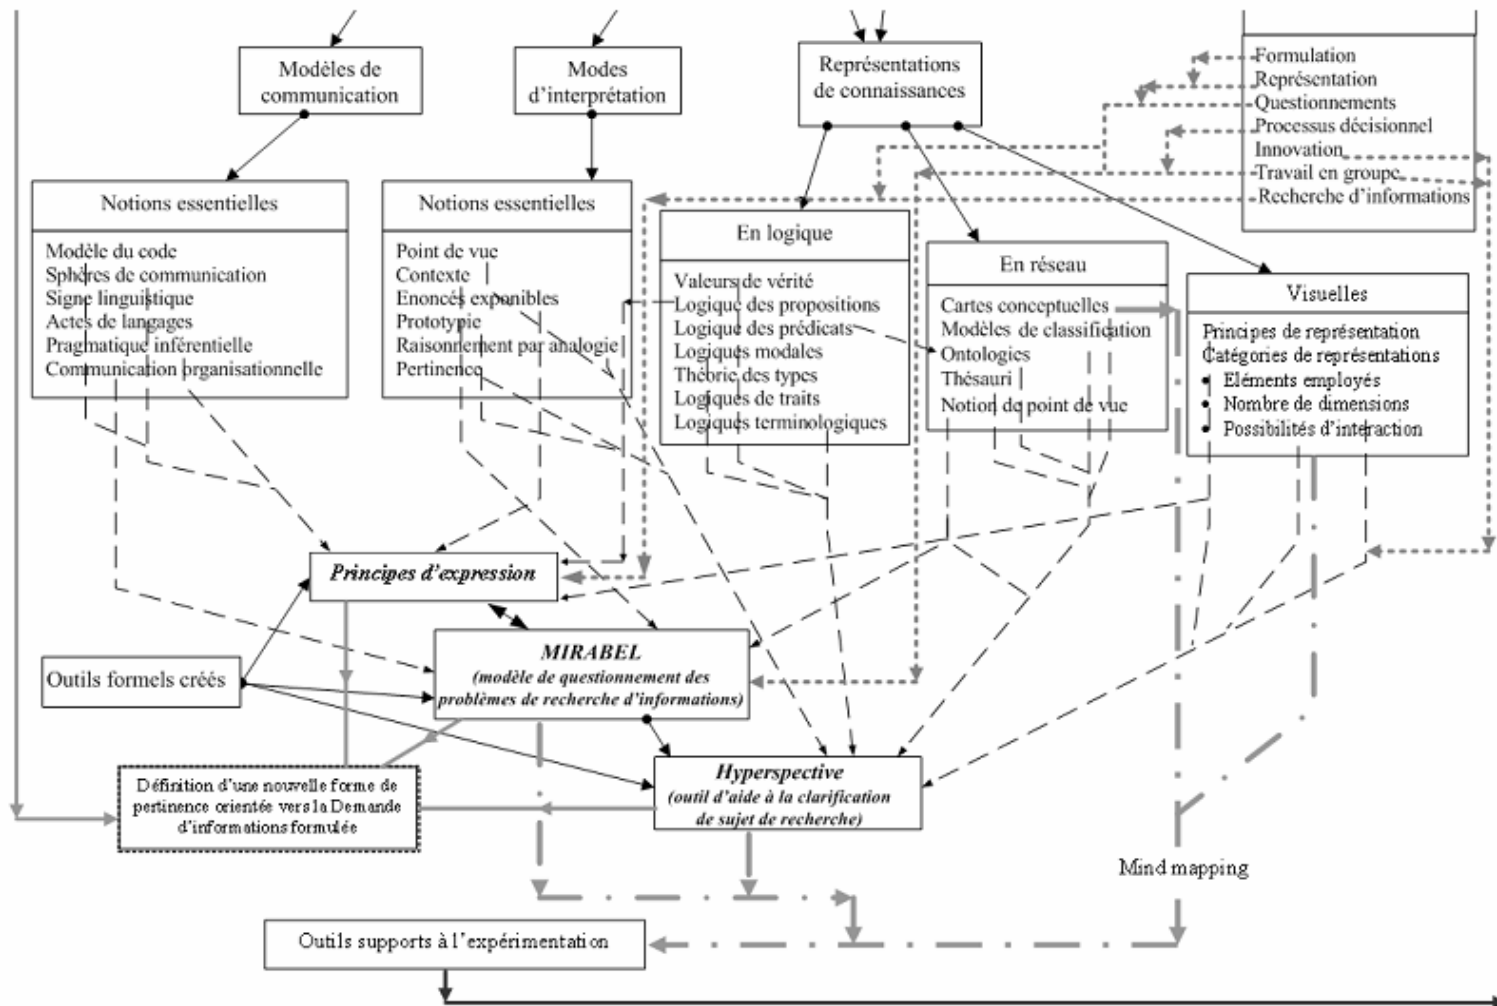 Modèles de
communication
Modes
d'interprétation
Représentations
de connaissances
Formulation
Représentation
Questionnements
Processus décisionnel
Innovation
Travail en groupe
Recherche d'informations
Notions essentielles
Modèle du code
Sphères de communication
Signe linguistique
Actes de langages
Pragmatique inférentielle
Communication organisationnelle
Notions essentielles
Point de vue
Contexte
Enoncés exponibles
Prototypie
Raisonnement par analogie
Pertinence
En logique
Valeurs de vérité
Logique des propositions
Logique des prédicats
Logiques modales
Théorie des types
Logiques de traits
Logiques terminologiques
En réseau
Cartes conceptuelles
Modèles de classification
Ontologies
Thésauri
Notion de point de vue
Visuelles
Principes de représentation
Catégories de représentations
• Eléments employés
• Nombre de dimensions
• Possibilités d'interaction
Principes d'expression
MIRABEL
(modèle de questionnement des
problèmes de recherche d'informations)
Outils formels créés
Hyperspective
(outil d'aide à la clarification
de sujet de recherche)
Définition d'une nouvelle forme de
pertinence orientée vers la Demande
d'informations formulée
Mind mapping
Outils supports à l'expérimentation